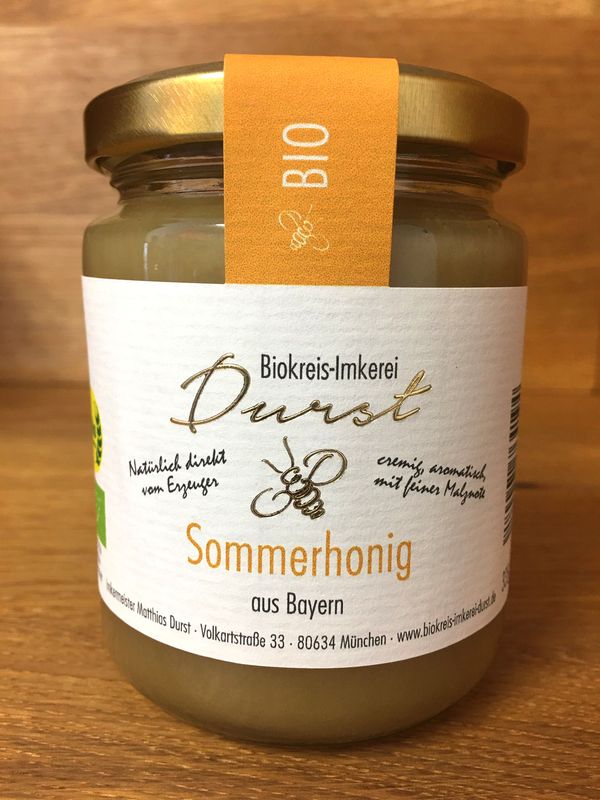 BIO
Biokreis-Imkerei
Durst
Natürlich direkt
vom Erzeuger
cremig, aromatisch,
mit feiner Malznote
Sommerhonig
aus Bayern
Imkermeister Matthias Durst · Volkartstraße 33 · 80634 München · www.biokreis-imkerei-durst.de